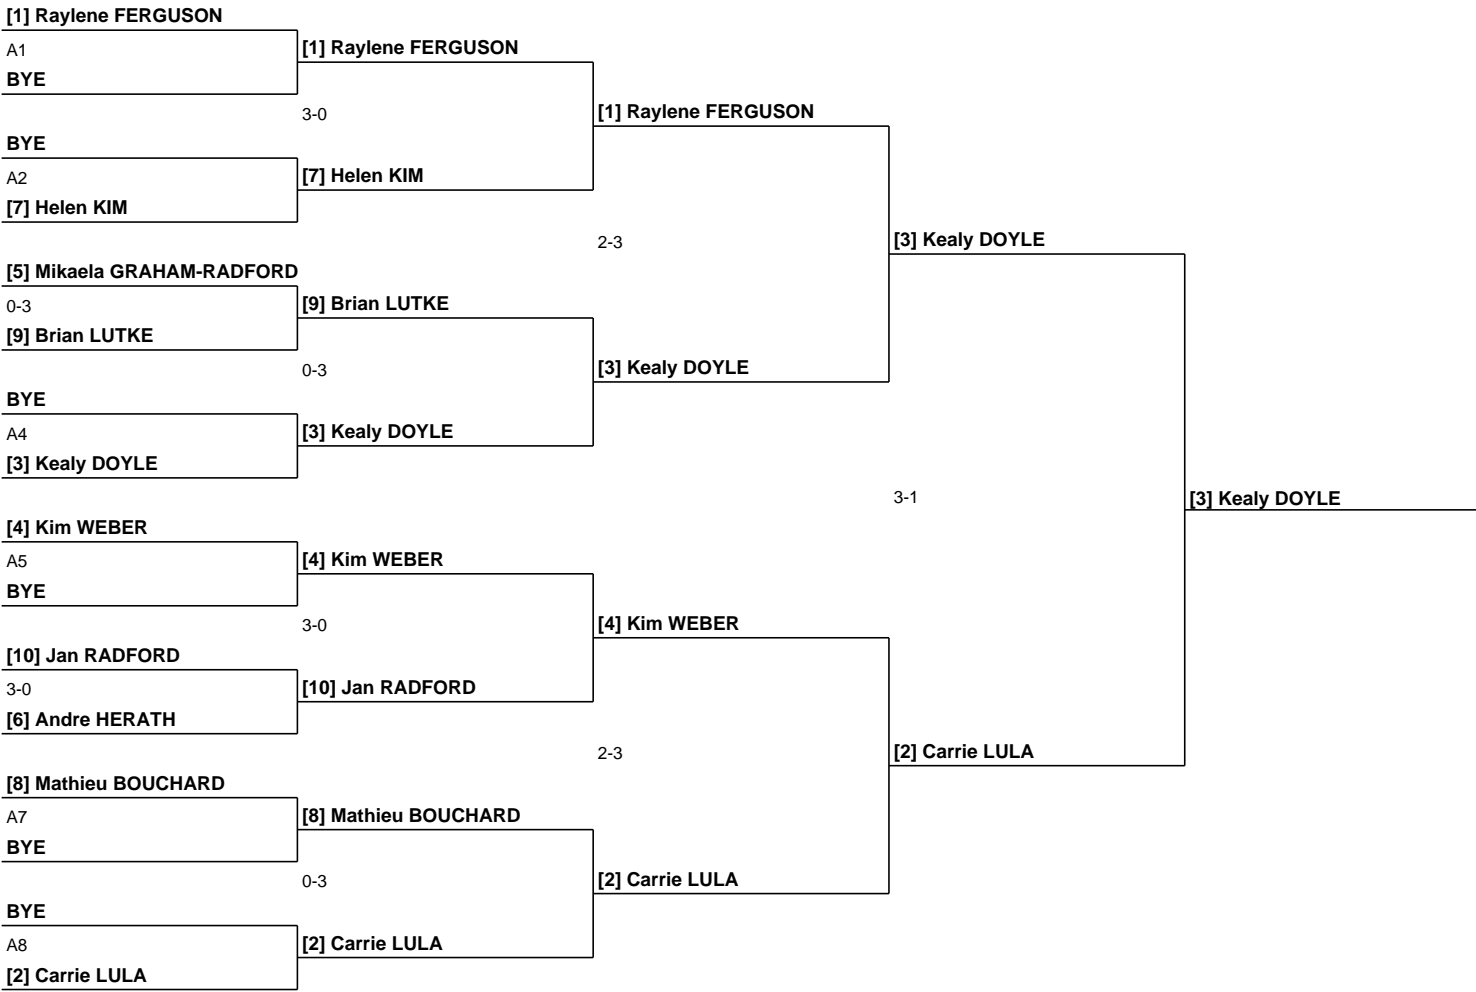 [1] Raylene FERGUSON
A1
BYE
BYE
A2
[7] Helen KIM
[5] Mikaela GRAHAM-RADFORD
0-3
[9] Brian LUTKE
BYE
A4
[3] Kealy DOYLE
[4] Kim WEBER
A5
BYE
[10] Jan RADFORD
3-0
[6] Andre HERATH
[8] Mathieu BOUCHARD
A7
BYE
BYE
A8
[2] Carrie LULA
[1] Raylene FERGUSON
3-0
[7] Helen KIM
[9] Brian LUTKE
0-3
[3] Kealy DOYLE
[4] Kim WEBER
3-0
[10] Jan RADFORD
[8] Mathieu BOUCHARD
0-3
[2] Carrie LULA
[1] Raylene FERGUSON
2-3
[3] Kealy DOYLE
[4] Kim WEBER
2-3
[2] Carrie LULA
[3] Kealy DOYLE
3-1
[2] Carrie LULA
[3] Kealy DOYLE